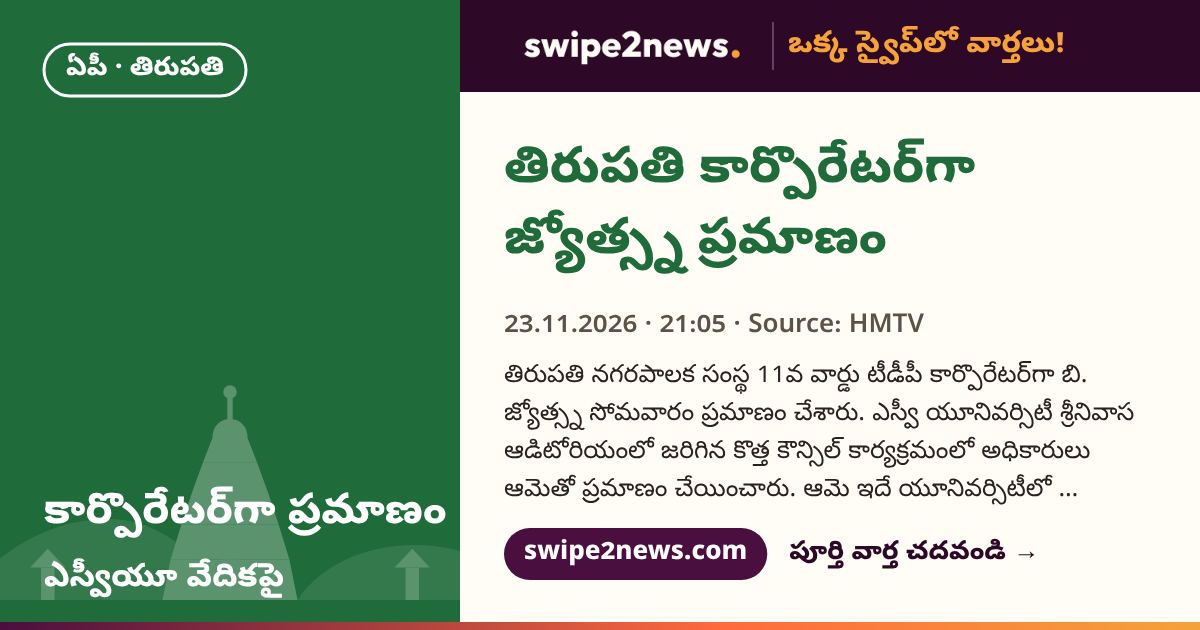 ఏపీ · తిరుపతి
కార్పొరేటర్‌గా ప్రమాణం
ఎస్వీయూ వేదికపై
swipe2news. ఒక్క స్వైప్‌లో వార్తలు!
తిరుపతి కార్పొరేటర్‌గా
జ్యోత్స్న ప్రమాణం
23.11.2026 · 21:05 · Source: HMTV
తిరుపతి నగరపాలక సంస్థ 11వ వార్డు టీడీపీ కార్పొరేటర్‌గా బి.
జ్యోత్స్న సోమవారం ప్రమాణం చేశారు. ఎస్వీ యూనివర్సిటీ శ్రీనివాస
ఆడిటోరియంలో జరిగిన కొత్త కౌన్సిల్ కార్యక్రమంలో అధికారులు
ఆమెతో ప్రమాణం చేయించారు. ఆమె ఇదే యూనివర్సిటీలో ...
swipe2news.com పూర్తి వార్త చదవండి →